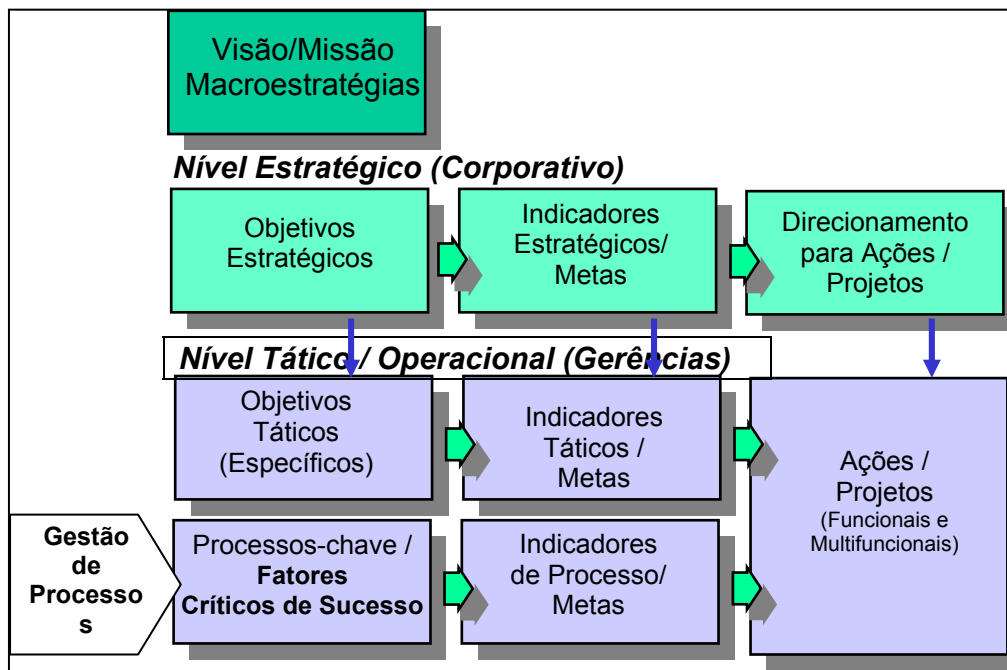 Visão/Missão
Macroestratégias
Nível Estratégico (Corporativo)
Objetivos
Estratégicos
Indicadores
Estratégicos/
Metas
Direcionamento
para Ações /
Projetos
Nível Tático / Operacional (Gerências)
Objetivos
Táticos
(Específicos)
Indicadores
Táticos /
Metas
Ações /
Projetos
(Funcionais e
Multifuncionais)
Gestão
de
Processo
s
Processos-chave /
Fatores
Críticos de Sucesso
Indicadores
de Processo/
Metas